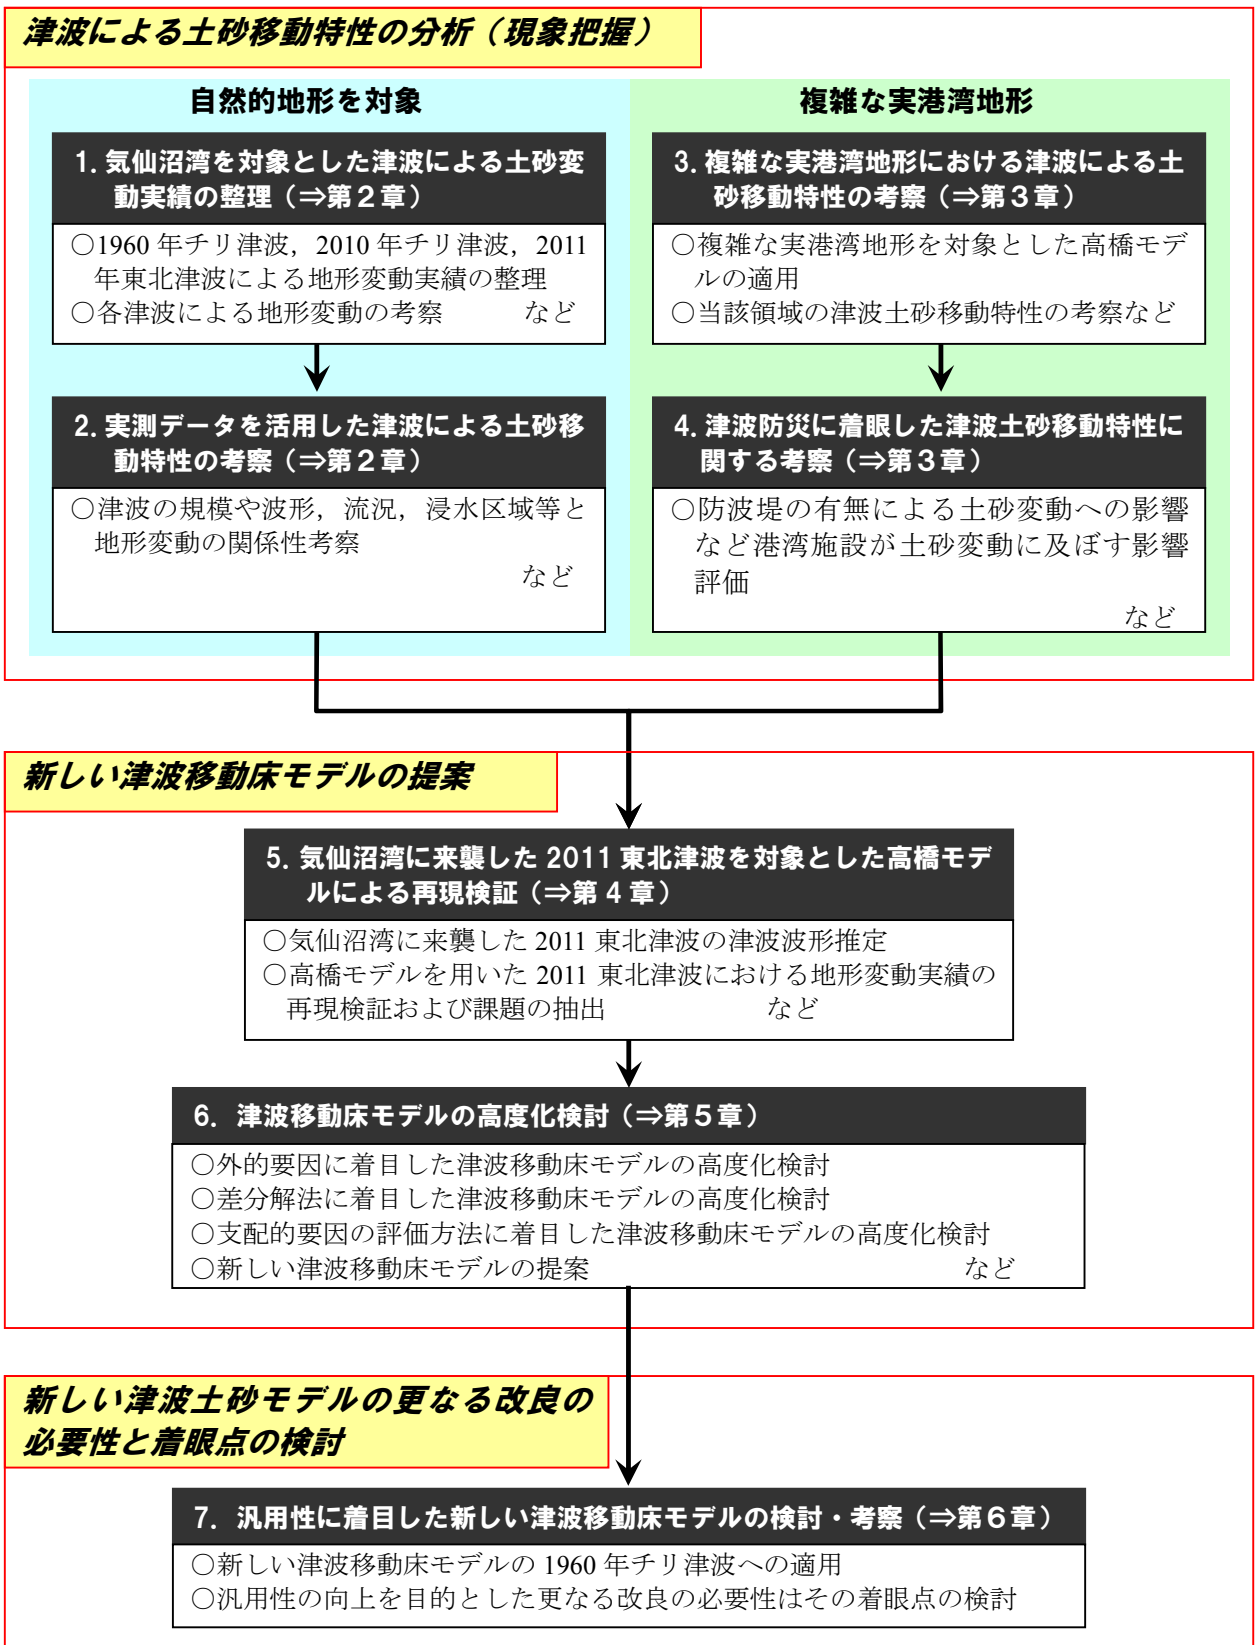 津波による土砂移動特性の分析（現象把握）
自然的地形を対象
1. 気仙沼湾を対象とした津波による土砂変
動実績の整理（⇒第２章）
○1960 年チリ津波，2010 年チリ津波，2011
年東北津波による地形変動実績の整理
○各津波による地形変動の考察　　　など
2. 実測データを活用した津波による土砂移
動特性の考察（⇒第２章）
○津波の規模や波形，流況，浸水区域等と
地形変動の関係性考察
など
複雑な実港湾地形
3. 複雑な実港湾地形における津波による土
砂移動特性の考察（⇒第３章）
○複雑な実港湾地形を対象とした高橋モデ
ルの適用
○当該領域の津波土砂移動特性の考察など
4. 津波防災に着眼した津波土砂移動特性に
関する考察（⇒第３章）
○防波堤の有無による土砂変動への影響
など港湾施設が土砂変動に及ぼす影響
評価
など
新しい津波移動床モデルの提案
5. 気仙沼湾に来襲した 2011 東北津波を対象とした高橋モデ
ルによる再現検証（⇒第 4 章）
○気仙沼湾に来襲した 2011 東北津波の津波波形推定
○高橋モデルを用いた 2011 東北津波における地形変動実績の
再現検証および課題の抽出　　　　　など
6. 津波移動床モデルの高度化検討（⇒第５章）
○外的要因に着目した津波移動床モデルの高度化検討
○差分解法に着目した津波移動床モデルの高度化検討
○支配的要因の評価方法に着目した津波移動床モデルの高度化検討
○新しい津波移動床モデルの提案　　　　　　　　　　　など
新しい津波土砂モデルの更なる改良の
必要性と着眼点の検討
7. 汎用性に着目した新しい津波移動床モデルの検討・考察（⇒第６章）
○新しい津波移動床モデルの 1960 年チリ津波への適用
○汎用性の向上を目的とした更なる改良の必要性はその着眼点の検討